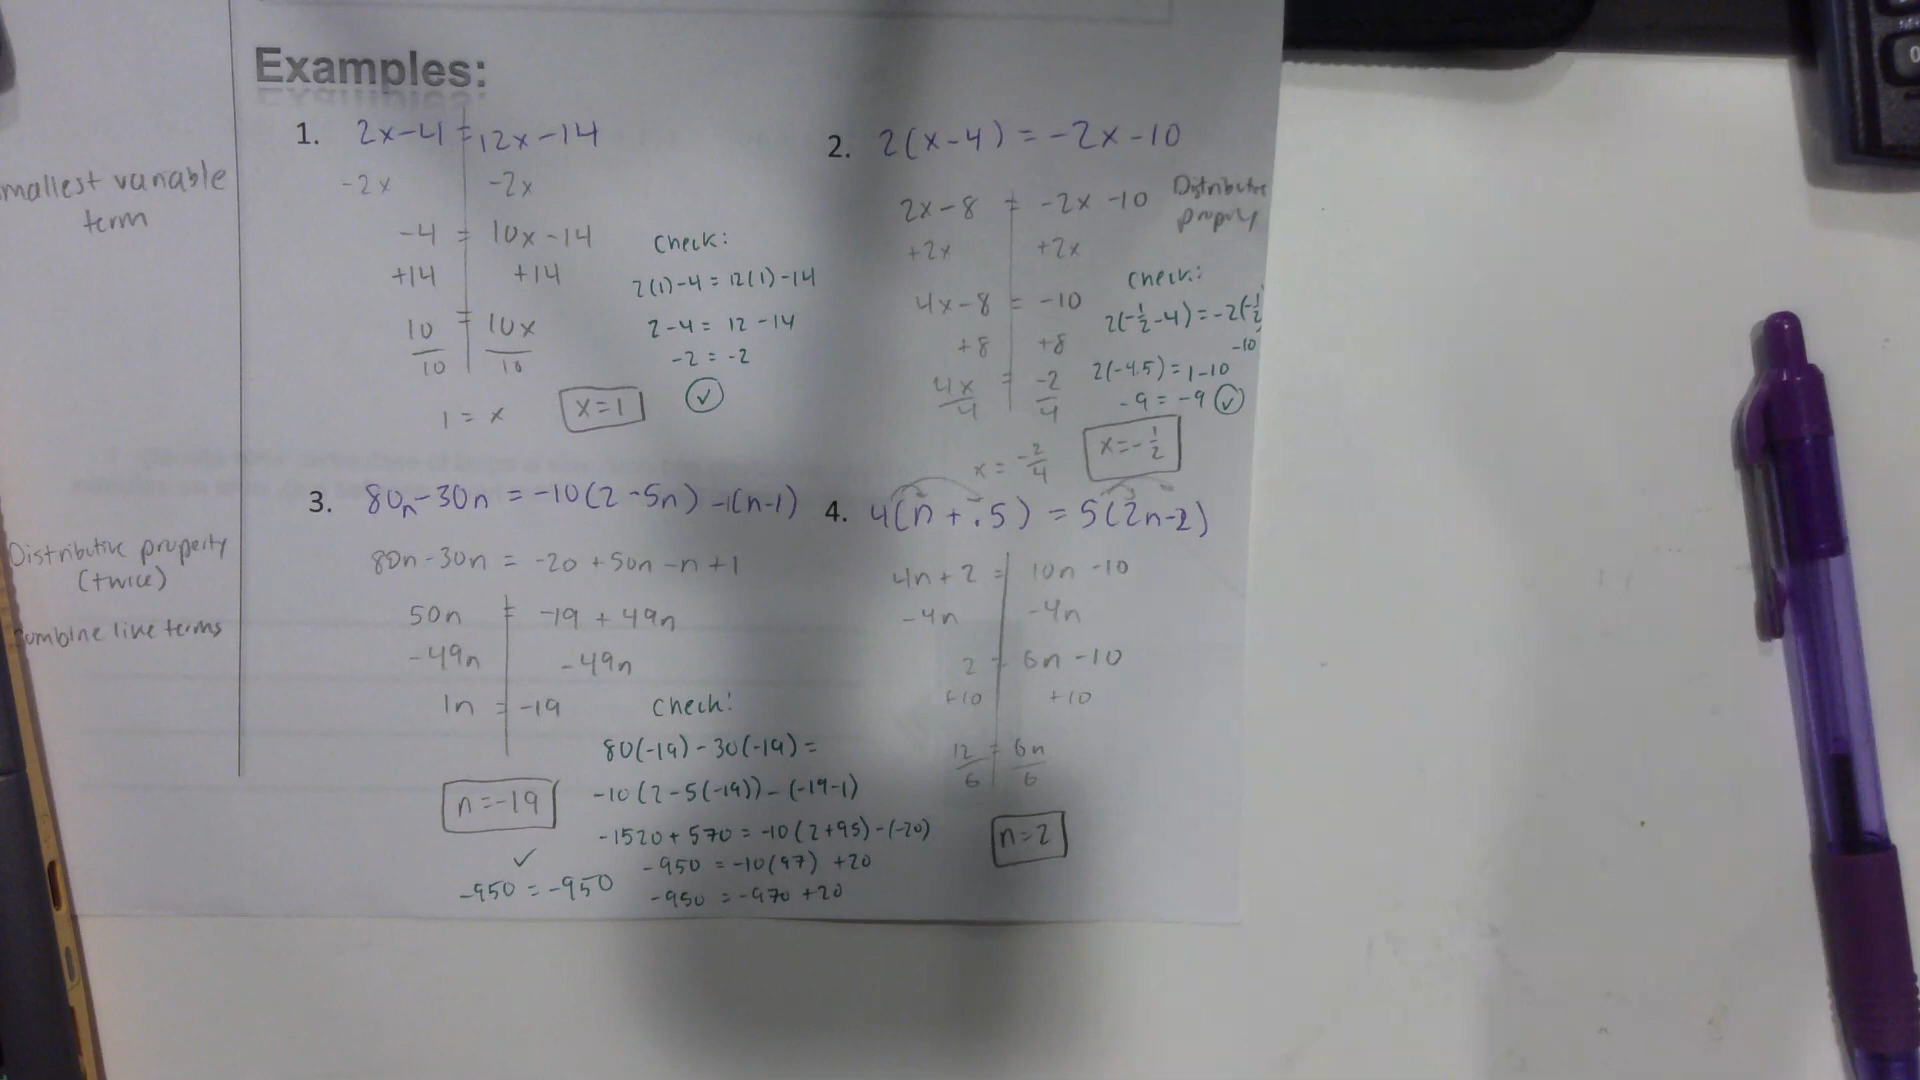 Examples:
1. 2x-4 = 12x-14
-2x -2x
-4 = 10x-14
+14 +14
10 = 10x
10 10
1 = x
x=1
check:
2(1)-4 = 12(1)-14
2-4 = 12-14
-2 = -2
✓
mallest variable
term
2. 2(x-4) = -2x-10
2x-8 = -2x-10
Distributive
property
+2x +2x
4x-8 = -10
+8 +8
4x = -2
4 4
x = -2/4
x=-1/2
check:
2(-1/2-4) = -2(-1/2
-10
2(-4.5) = 1-10
-9 = -9 ✓
3. 80n-30n = -10(2-5n)-1(n-1)
80n-30n = -20+50n-n+1
50n = -19+49n
-49n -49n
1n = -19
n=-19
✓
-950 = -950
check:
80(-19)-30(-19) =
-10(2-5(-19))-(-19-1)
-1520+570 = -10(2+95)-(-20)
-950 = -10(97)+20
-950 = -970+20
Distributive property
(twice)
ombine like terms
4. 4(n+.5) = 5(2n-2)
4n+2 = 10n-10
-4n -4n
2 = 6n-10
+10 +10
12 = 6n
6 6
n=2
0